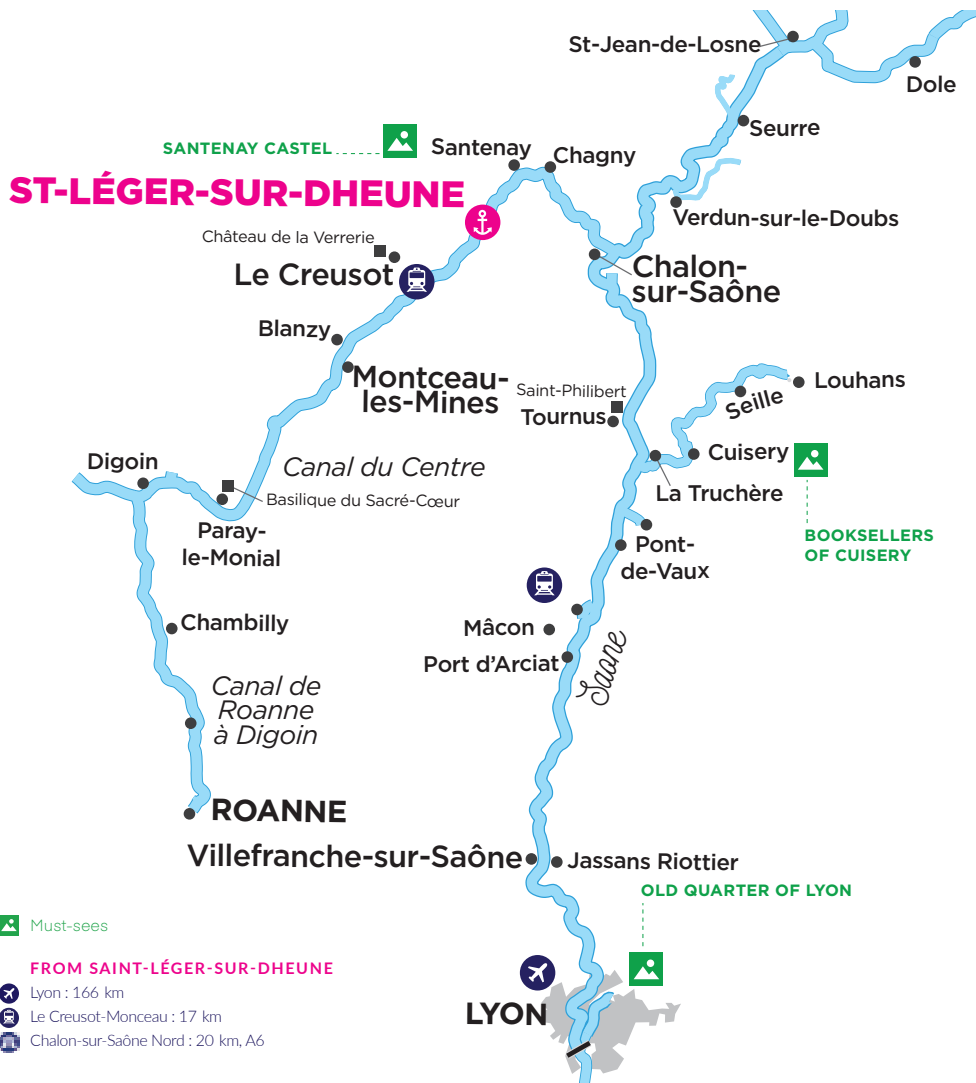 St-Jean-de-Losne
Dole
Seurre
SANTENAY CASTEL
Santenay
Chagny
ST-LÉGER-SUR-DHEUNE
Verdun-sur-le-Doubs
Château de la Verrerie
Le Creusot
Chalon-
sur-Saône
Blanzy
Montceau-
les-Mines
Saint-Philibert
Tournus
Louhans
Seille
Digoin
Canal du Centre
Cuisery
La Truchère
Basilique du Sacré-Cœur
Paray-
le-Monial
BOOKSELLERS
OF CUISERY
Pont-
de-Vaux
Chambilly
Mâcon
Port d'Arciat
Saone
Canal de
Roanne
à Digoin
ROANNE
Villefranche-sur-Saône
Jassans Riottier
OLD QUARTER OF LYON
LYON
Must-sees
FROM SAINT-LÉGER-SUR-DHEUNE
Lyon : 166 km
Le Creusot-Monceau : 17 km
Chalon-sur-Saône Nord : 20 km, A6